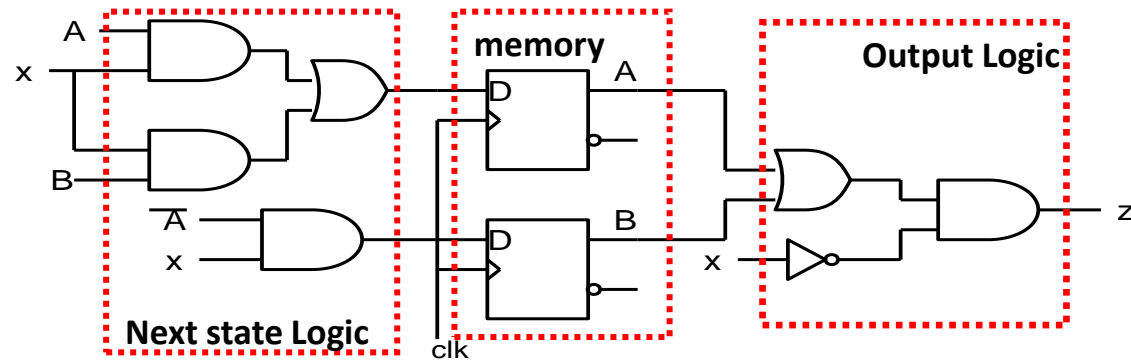 A
x
B
A̅
x
Next state Logic
memory
D
A
D
B
clk
Output Logic
x
z